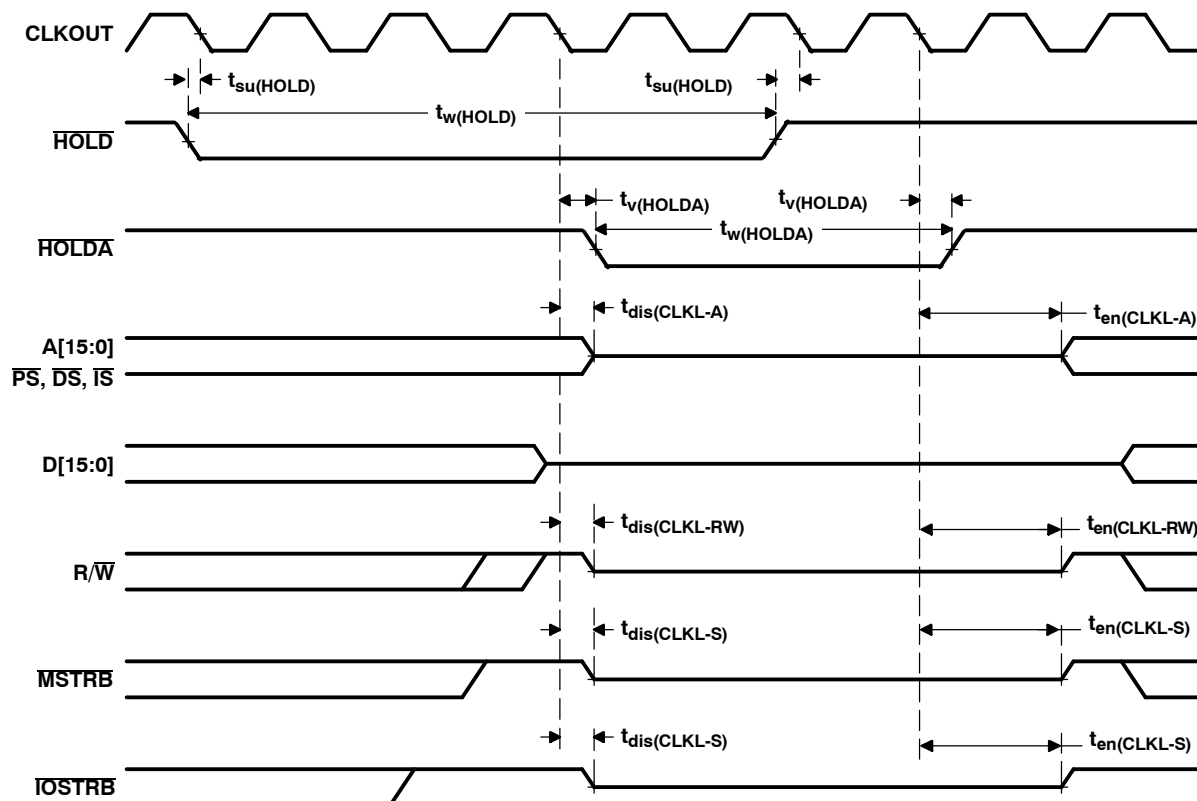 CLKOUT
tsu(HOLD)
tsu(HOLD)
tw(HOLD)
HOLD
tv(HOLDA)
tv(HOLDA)
tw(HOLDA)
HOLDA
tdis(CLKL-A)
ten(CLKL-A)
A[15:0]
PS, DS, IS
D[15:0]
tdis(CLKL-RW)
ten(CLKL-RW)
R/W
tdis(CLKL-S)
ten(CLKL-S)
MSTRB
tdis(CLKL-S)
ten(CLKL-S)
IOSTRB